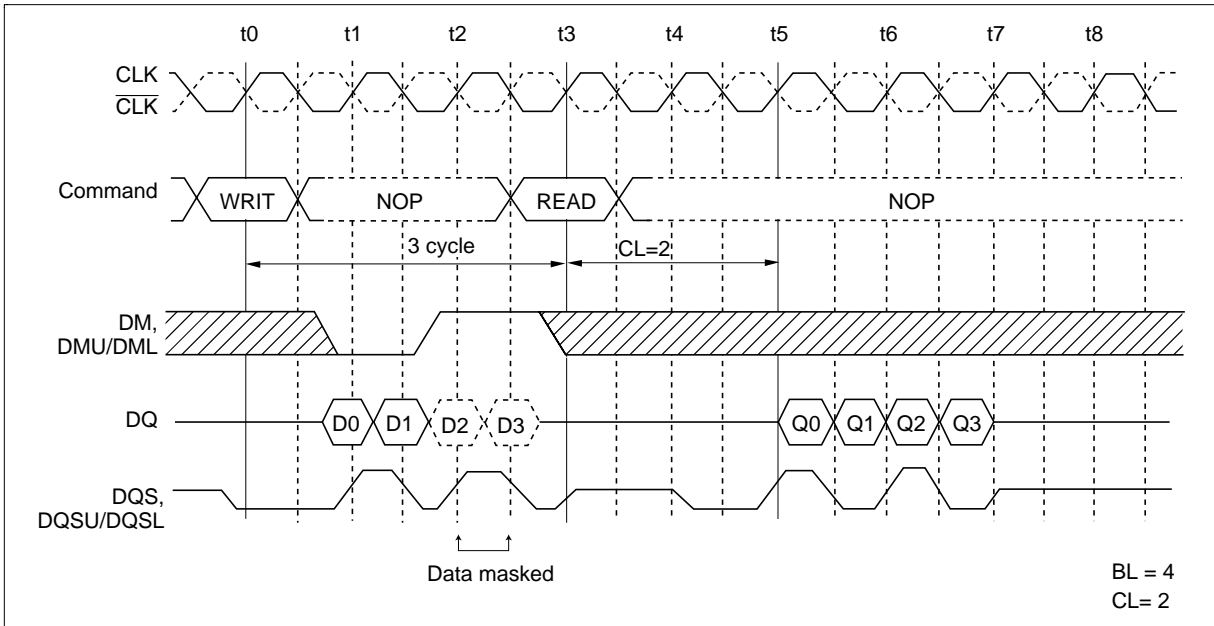 t0 t1 t2 t3 t4 t5 t6 t7 t8
CLK
CLK
Command WRIT NOP READ NOP
3 cycle CL=2
DM,
DMU/DML
DQ D0 D1 D2 D3 Q0 Q1 Q2 Q3
DQS,
DQSU/DQSL
Data masked
BL = 4
CL= 2